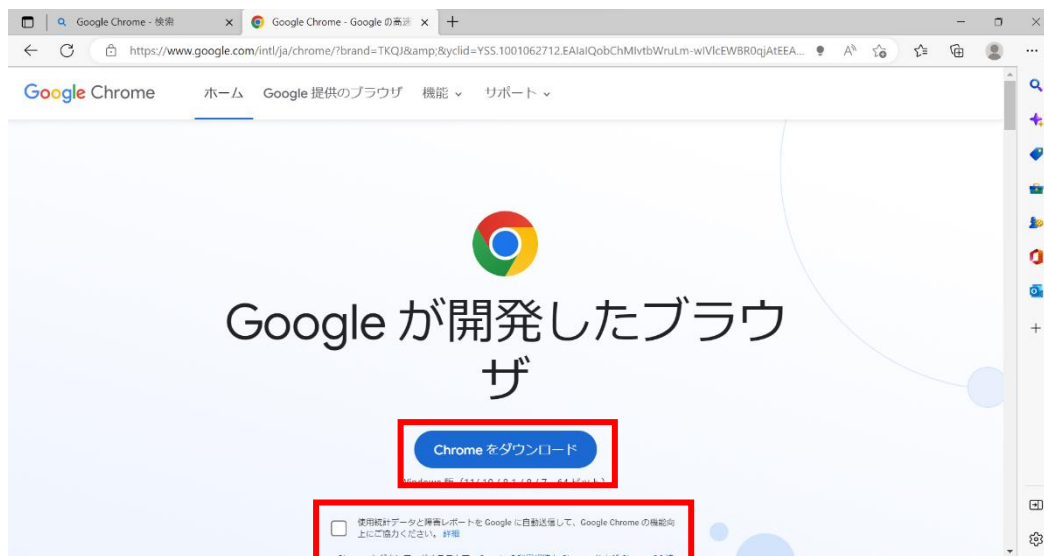 Google Chrome - 検索
Google Chrome - Google の高速
https://www.google.com/intl/ja/chrome/?brand=TKQJ&amp;&yclid=YSS.1001062712.EAIaIQobChMIvtbWruLm-wIVlcEWBR0qjAtEEA...
Google Chrome ホーム Google 提供のブラウザ 機能 サポート
Google が開発したブラウ
ザ
Chrome をダウンロード
Windows 版（11 / 10 / 8.1 / 8 / 7、64 ビット）
使用統計データと障害レポートを Google に自動送信して、Google Chrome の機能向
上にご協力ください。詳細